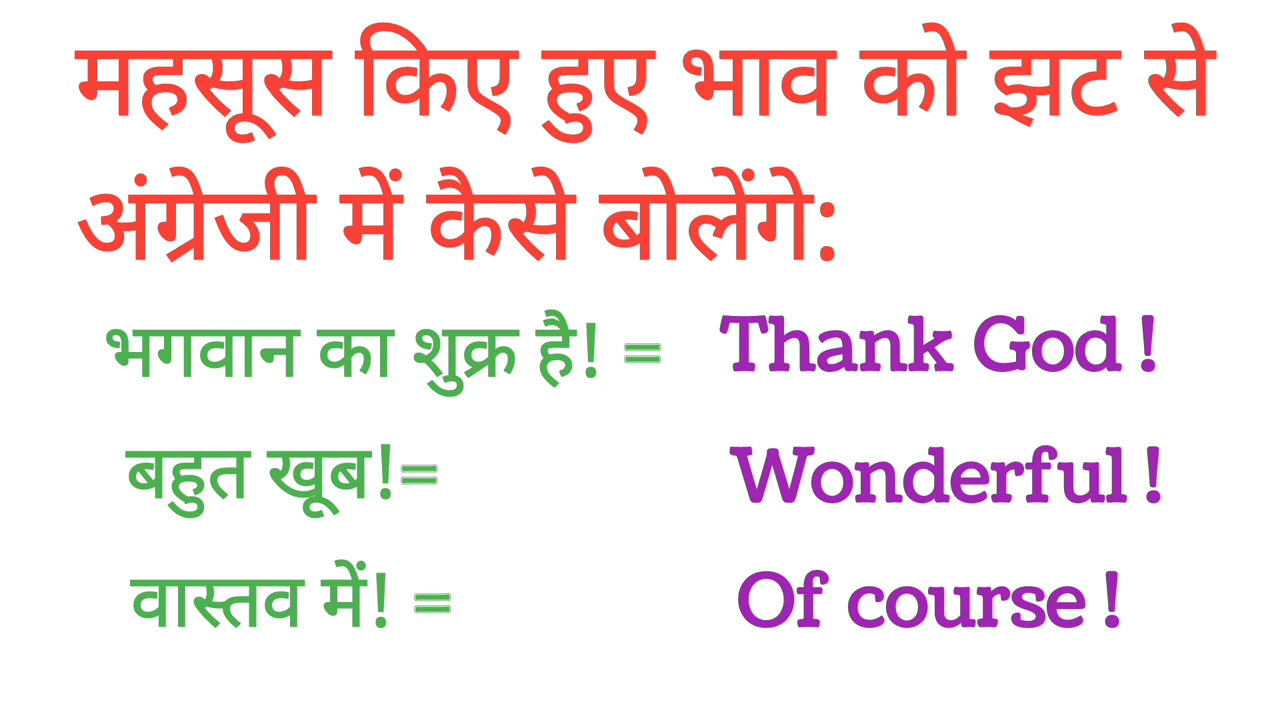 महसूस किए हुए भाव को झट से
अंग्रेजी में कैसे बोलेंगे:
भगवान का शुक्र है! = Thank God !
बहुत खूब!= Wonderful !
वास्तव में! = Of course !